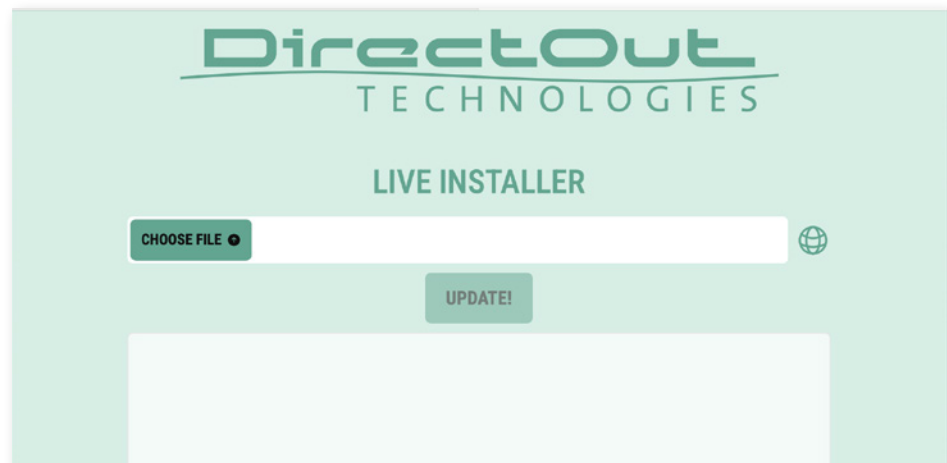 DirectOut
TECHNOLOGIES
LIVE INSTALLER
CHOOSE FILE
UPDATE!